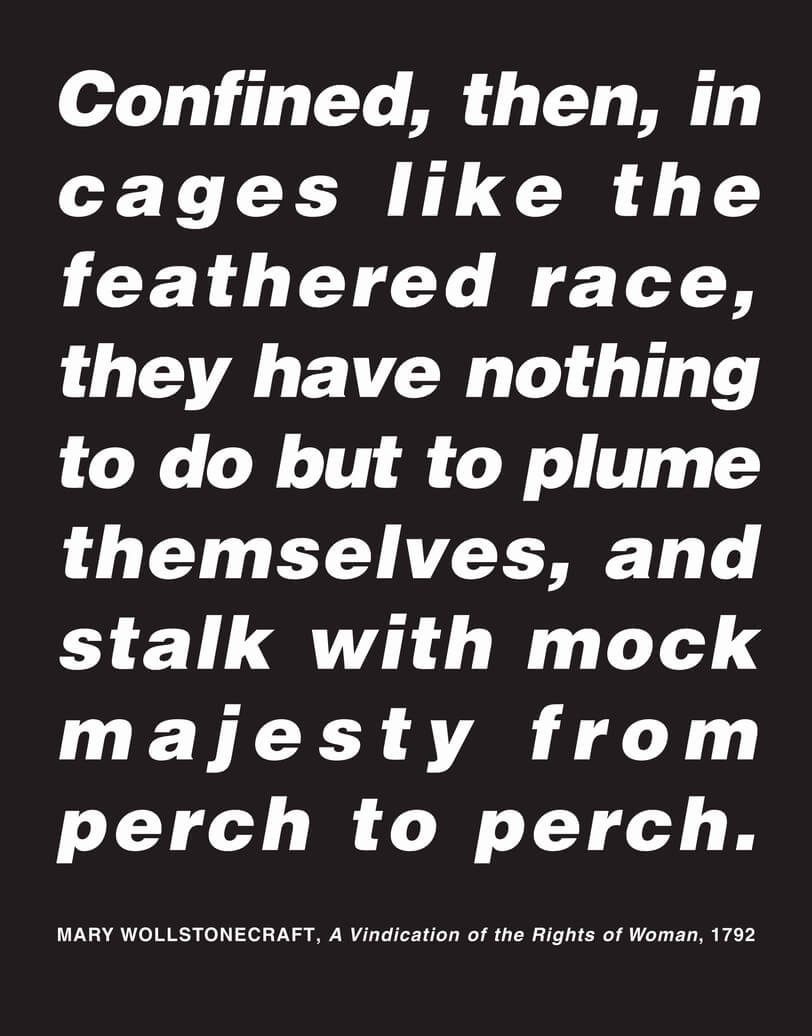 Confined, then, in
cages like the
feathered race,
they have nothing
to do but to plume
themselves, and
stalk with mock
majesty from
perch to perch.
MARY WOLLSTONECRAFT, A Vindication of the Rights of Woman, 1792